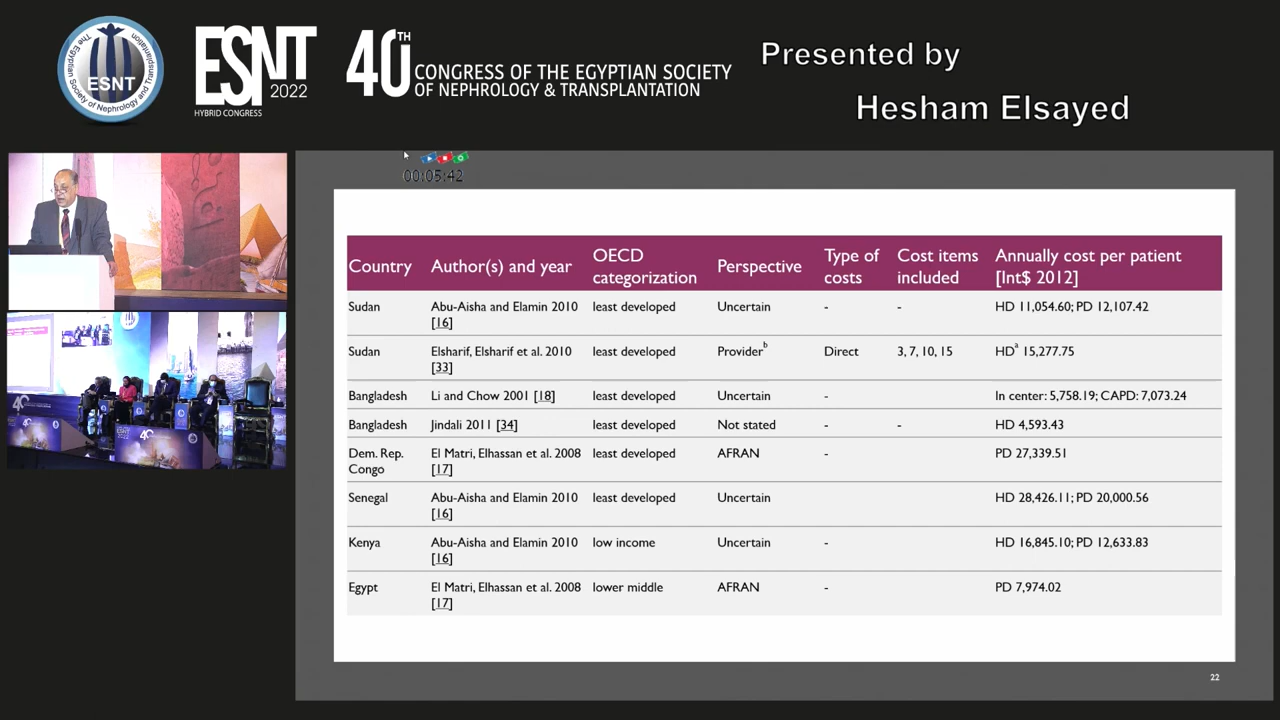 The Egyptian Society of Nephrology and Transplantation
ESNT
ESNT
2022
HYBRID CONGRESS
40TH
CONGRESS OF THE EGYPTIAN SOCIETY
OF NEPHROLOGY & TRANSPLANTATION
Presented by
Hesham Elsayed
00:05:42
Country Author(s) and year OECD categorization Perspective Type of costs Cost items included Annually cost per patient [Int$ 2012]
Sudan Abu-Aisha and Elamin 2010 [16] least developed Uncertain - - HD 11,054.60; PD 12,107.42
Sudan Elsharif, Elsharif et al. 2010 [33] least developed Providerb Direct 3, 7, 10, 15 HDa 15,277.75
Bangladesh Li and Chow 2001 [18] least developed Uncertain - In center: 5,758.19; CAPD: 7,073.24
Bangladesh Jindali 2011 [34] least developed Not stated - - HD 4,593.43
Dem. Rep. Congo El Matri, Elhassan et al. 2008 [17] least developed AFRAN - PD 27,339.51
Senegal Abu-Aisha and Elamin 2010 [16] least developed Uncertain HD 28,426.11; PD 20,000.56
Kenya Abu-Aisha and Elamin 2010 [16] low income Uncertain - HD 16,845.10; PD 12,633.83
Egypt El Matri, Elhassan et al. 2008 [17] lower middle AFRAN - PD 7,974.02
22